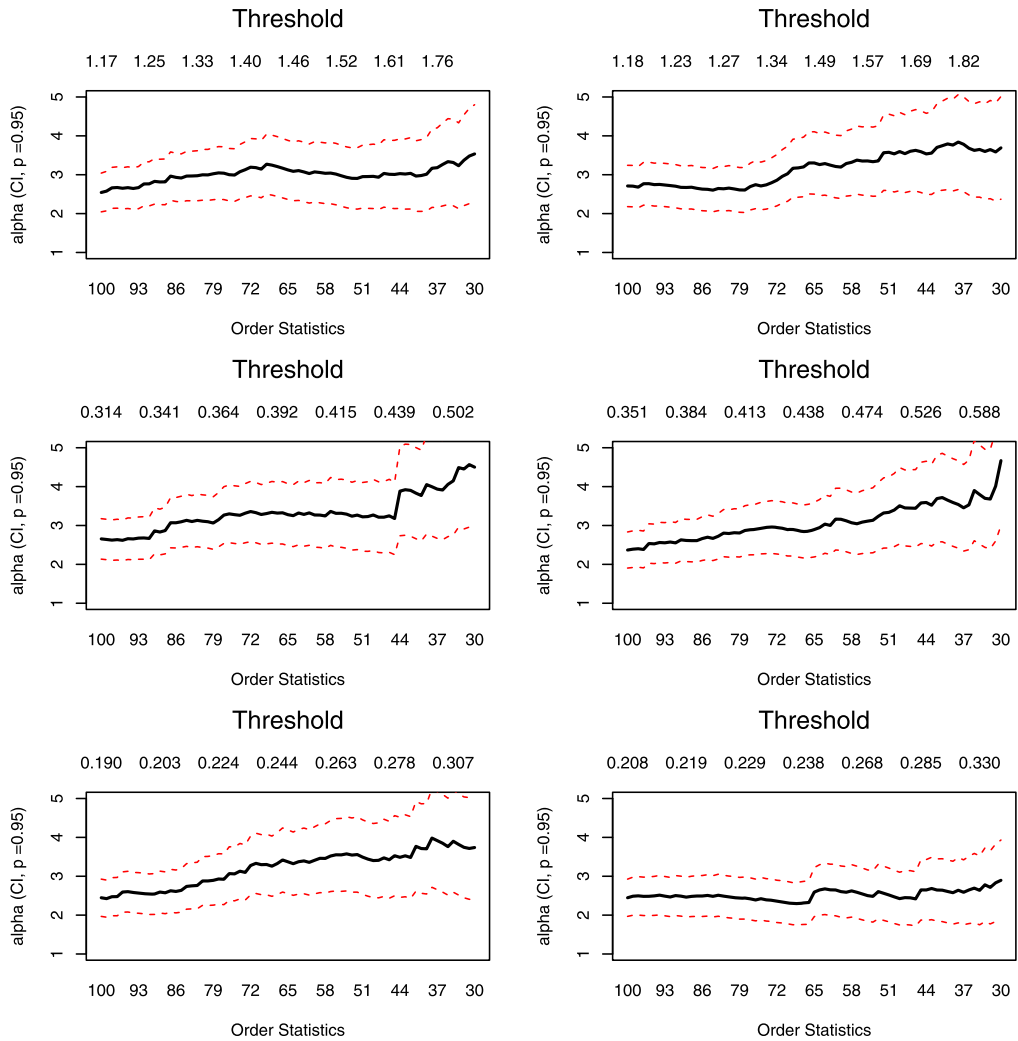 Threshold
1.17 1.25 1.33 1.40 1.46 1.52 1.61 1.76
alpha (CI, p =0.95)
5
4
3
2
1
100 93 86 79 72 65 58 51 44 37 30
Order Statistics
Threshold
1.18 1.23 1.27 1.34 1.49 1.57 1.69 1.82
alpha (CI, p =0.95)
5
4
3
2
1
100 93 86 79 72 65 58 51 44 37 30
Order Statistics
Threshold
0.314 0.341 0.364 0.392 0.415 0.439 0.502
alpha (CI, p =0.95)
5
4
3
2
1
100 93 86 79 72 65 58 51 44 37 30
Order Statistics
Threshold
0.351 0.384 0.413 0.438 0.474 0.526 0.588
alpha (CI, p =0.95)
5
4
3
2
1
100 93 86 79 72 65 58 51 44 37 30
Order Statistics
Threshold
0.190 0.203 0.224 0.244 0.263 0.278 0.307
alpha (CI, p =0.95)
5
4
3
2
1
100 93 86 79 72 65 58 51 44 37 30
Order Statistics
Threshold
0.208 0.219 0.229 0.238 0.268 0.285 0.330
alpha (CI, p =0.95)
5
4
3
2
1
100 93 86 79 72 65 58 51 44 37 30
Order Statistics